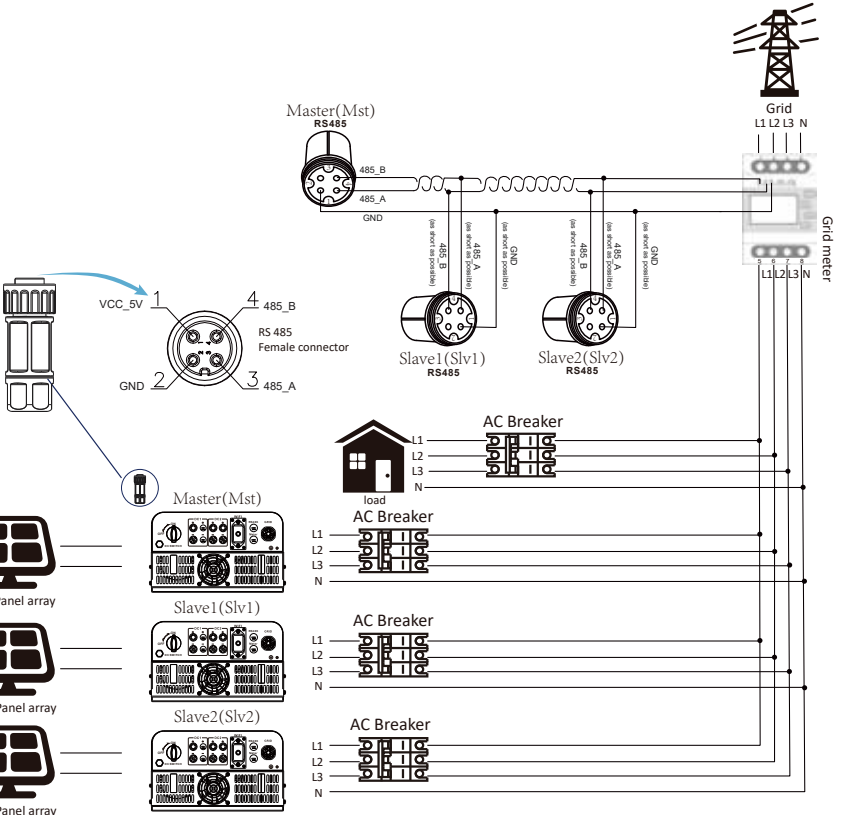 Grid
L1 L2 L3 N
Master(Mst)
RS485
485_B
485_A
GND
Grid meter
5 6 7 8
L1 L2 L3 N
485_B
(as short as possible)
485_A
(as short as possible)
GND
(as short as possible)
485_B
(as short as possible)
485_A
(as short as possible)
GND
(as short as possible)
Slave1(Slv1)
RS485
Slave2(Slv2)
RS485
VCC_5V 1
4 485_B
RS 485
Female connector
GND 2
3 485_A
AC Breaker
L1
L2
L3
N
load
Master(Mst)
AC Breaker
L1
L2
L3
N
Panel array
Slave1(Slv1)
AC Breaker
L1
L2
L3
N
Panel array
Slave2(Slv2)
AC Breaker
L1
L2
L3
N
Panel array